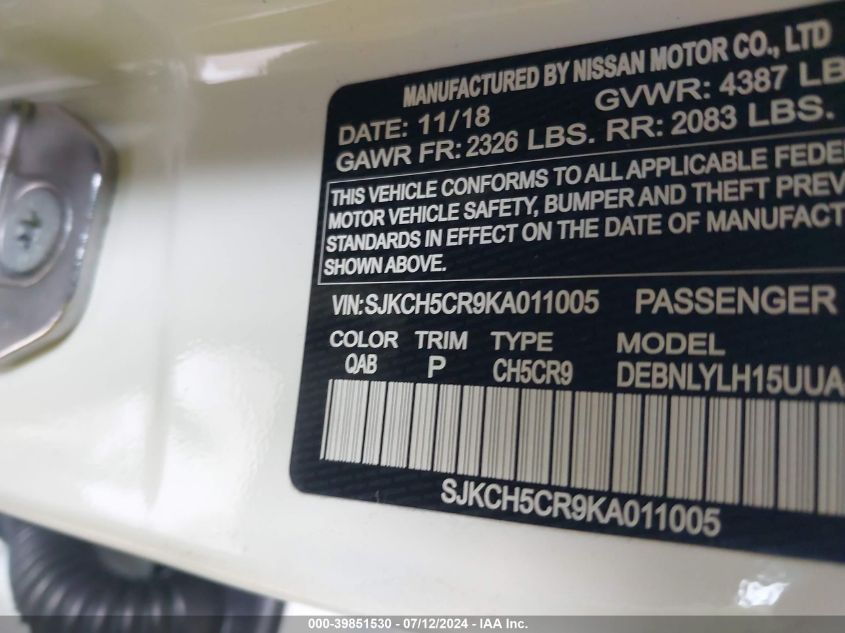 MANUFACTURED BY NISSAN MOTOR CO., LTD
DATE: 11/18 GVWR: 4387 LB
GAWR FR: 2326 LBS. RR: 2083 LBS.
THIS VEHICLE CONFORMS TO ALL APPLICABLE FEDE
MOTOR VEHICLE SAFETY, BUMPER AND THEFT PREV
STANDARDS IN EFFECT ON THE DATE OF MANUFACT
SHOWN ABOVE.
VIN: SJKCH5CR9KA011005 PASSENGER
COLOR TRIM TYPE MODEL
QAB P CH5CR9 DEBNLYLH15UUA
SJKCH5CR9KA011005
000-39851530 - 07/12/2024 - IAA Inc.